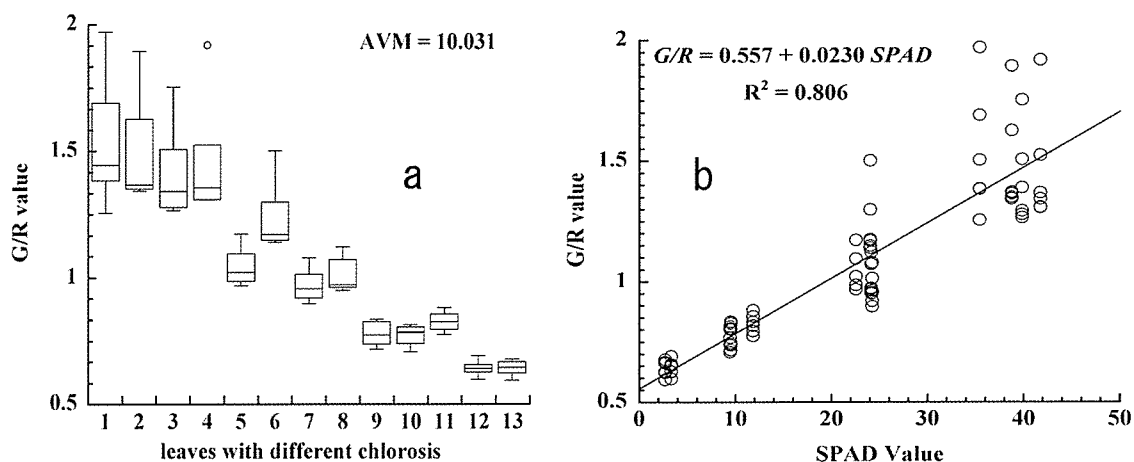 AVM = 10.031
a
G/R value
2
1.5
1
0.5
1 2 3 4 5 6 7 8 9 10 11 12 13
leaves with different chlorosis
G/R = 0.557 + 0.0230 SPAD
R² = 0.806
b
G/R value
2
1.5
1
0.5
0 10 20 30 40 50
SPAD Value